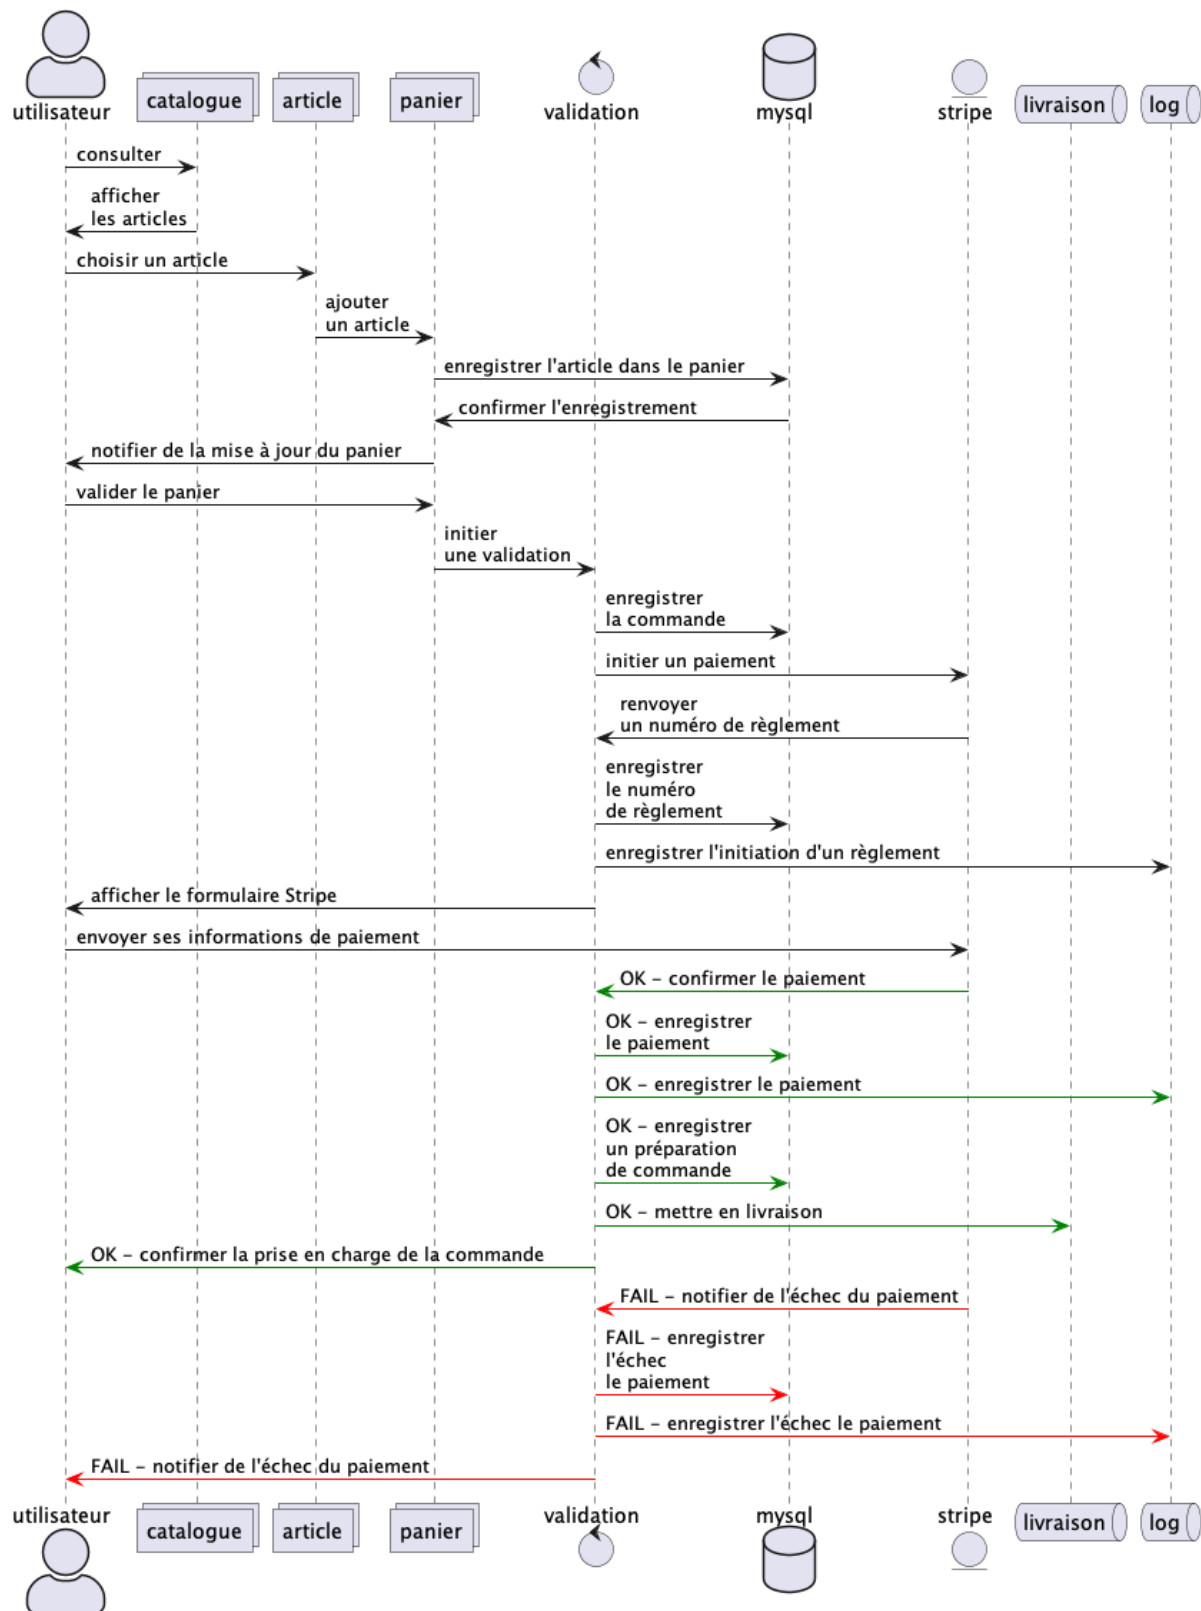 utilisateur
catalogue
article
panier
validation
mysql
stripe
livraison
log
consulter
afficher
les articles
choisir un article
ajouter
un article
enregistrer l'article dans le panier
confirmer l'enregistrement
notifier de la mise à jour du panier
valider le panier
initier
une validation
enregistrer
la commande
initier un paiement
renvoyer
un numéro de règlement
enregistrer
le numéro
de règlement
enregistrer l'initiation d'un règlement
afficher le formulaire Stripe
envoyer ses informations de paiement
OK – confirmer le paiement
OK – enregistrer
le paiement
OK – enregistrer le paiement
OK – enregistrer
un préparation
de commande
OK – mettre en livraison
OK – confirmer la prise en charge de la commande
FAIL – notifier de l'échec du paiement
FAIL – enregistrer
l'échec
le paiement
FAIL – enregistrer l'échec le paiement
FAIL – notifier de l'échec du paiement
utilisateur
catalogue
article
panier
validation
mysql
stripe
livraison
log